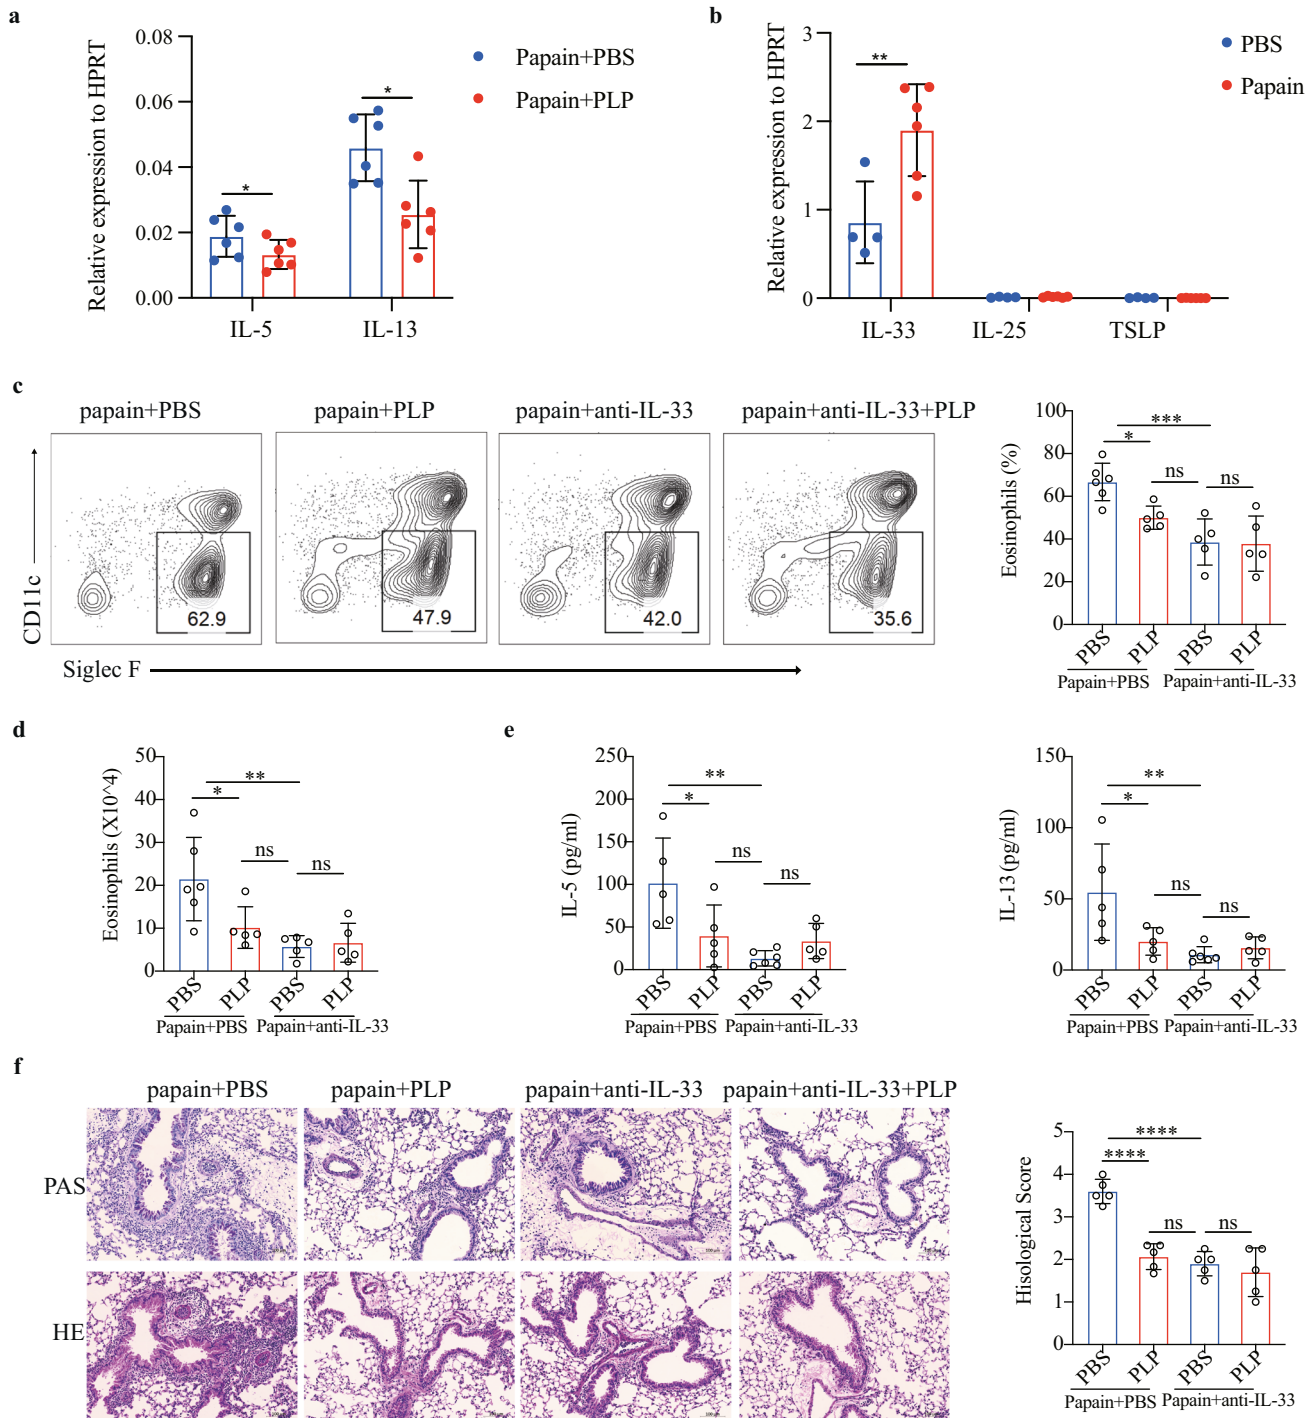 a
Relative expression to HPRT
0.08
0.06
0.04
0.02
0.00
*
*
IL-5
IL-13
Papain+PBS
Papain+PLP
b
Relative expression to HPRT
3
2
1
0
**
IL-33
IL-25
TSLP
PBS
Papain
c
papain+PBS
papain+PLP
papain+anti-IL-33
papain+anti-IL-33+PLP
CD11c
62.9
47.9
42.0
35.6
Siglec F
Eosinophils (%)
100
80
60
40
20
0
***
*
ns
ns
PBS
PLP
PBS
PLP
Papain+PBS
Papain+anti-IL-33
d
Eosinophils (X10^4)
50
40
30
20
10
0
**
*
ns
ns
PBS
PLP
PBS
PLP
Papain+PBS
Papain+anti-IL-33
e
IL-5 (pg/ml)
250
200
150
100
50
0
**
*
ns
ns
PBS
PLP
PBS
PLP
Papain+PBS
Papain+anti-IL-33
IL-13 (pg/ml)
150
100
50
0
**
*
ns
ns
PBS
PLP
PBS
PLP
Papain+PBS
Papain+anti-IL-33
f
papain+PBS
papain+PLP
papain+anti-IL-33
papain+anti-IL-33+PLP
PAS
HE
Hisological Score
5
4
3
2
1
0
****
****
ns
ns
PBS
PLP
PBS
PLP
Papain+PBS
Papain+anti-IL-33